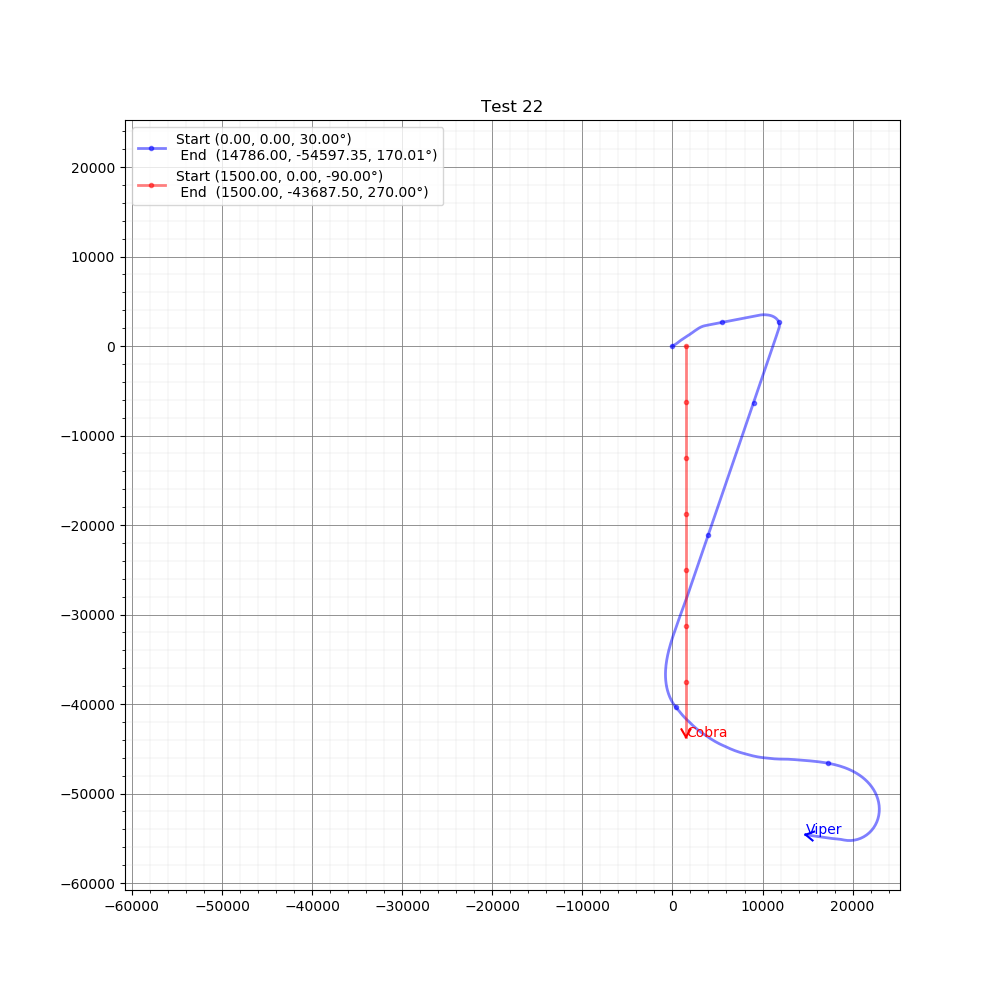 Test 22
Start (0.00, 0.00, 30.00°)
End  (14786.00, -54597.35, 170.01°)
Start (1500.00, 0.00, -90.00°)
End  (1500.00, -43687.50, 270.00°)
20000
10000
0
−10000
−20000
−30000
−40000
−50000
−60000
Cobra
Viper
−60000 −50000 −40000 −30000 −20000 −10000 0 10000 20000